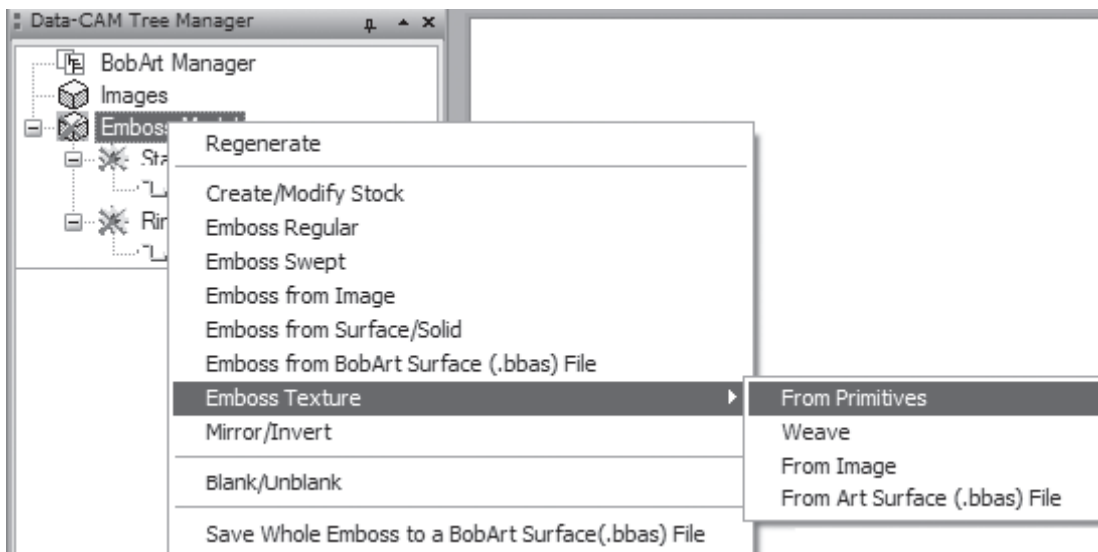 Data-CAM Tree Manager
BobArt Manager
Images
Emboss
Regenerate
Create/Modify Stock
Emboss Regular
Emboss Swept
Emboss from Image
Emboss from Surface/Solid
Emboss from BobArt Surface (.bbas) File
Emboss Texture
From Primitives
Mirror/Invert
Weave
From Image
Blank/Unblank
From Art Surface (.bbas) File
Save Whole Emboss to a BobArt Surface(.bbas) File